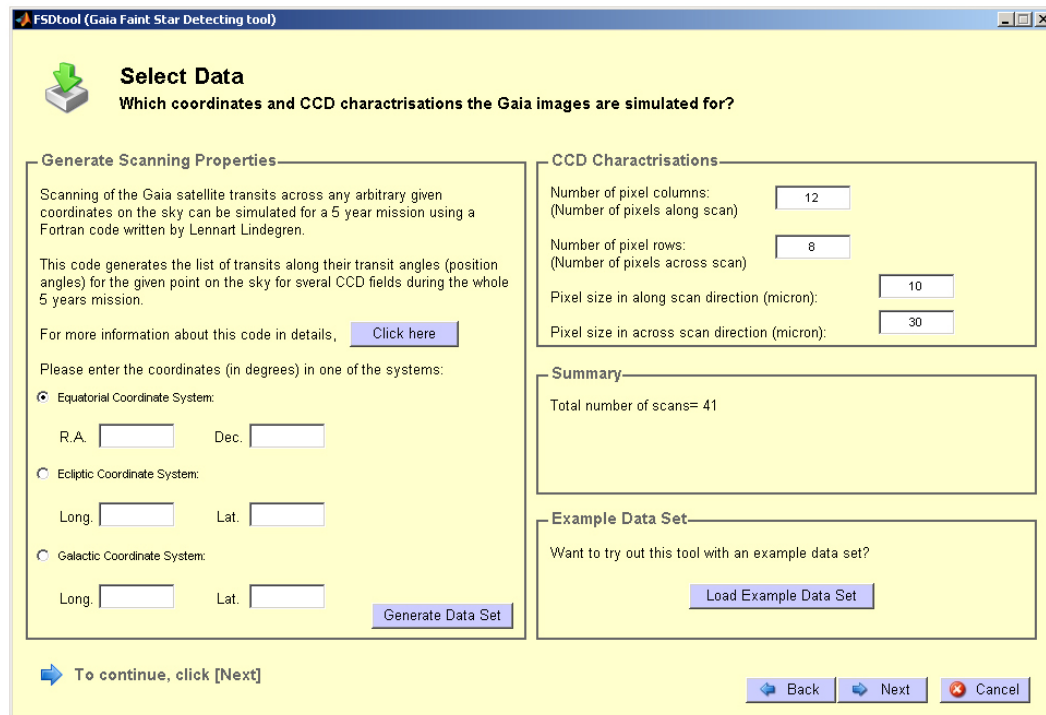 FSDtool (Gaia Faint Star Detecting tool)
Select Data
Which coordinates and CCD charactrisations the Gaia images are simulated for?
Generate Scanning Properties
Scanning of the Gaia satellite transits across any arbitrary given
coordinates on the sky can be simulated for a 5 year mission using a
Fortran code written by Lennart Lindegren.
This code generates the list of transits along their transit angles (position
angles) for the given point on the sky for sveral CCD fields during the whole
5 years mission.
For more information about this code in details, Click here
Please enter the coordinates (in degrees) in one of the systems:
Equatorial Coordinate System:
R.A. Dec.
Ecliptic Coordinate System:
Long. Lat.
Galactic Coordinate System:
Long. Lat.
Generate Data Set
CCD Charactrisations
Number of pixel columns: 12
(Number of pixels along scan)
Number of pixel rows: 8
(Number of pixels across scan)
Pixel size in along scan direction (micron): 10
Pixel size in across scan direction (micron): 30
Summary
Total number of scans= 41
Example Data Set
Want to try out this tool with an example data set?
Load Example Data Set
To continue, click [Next]
Back Next Cancel